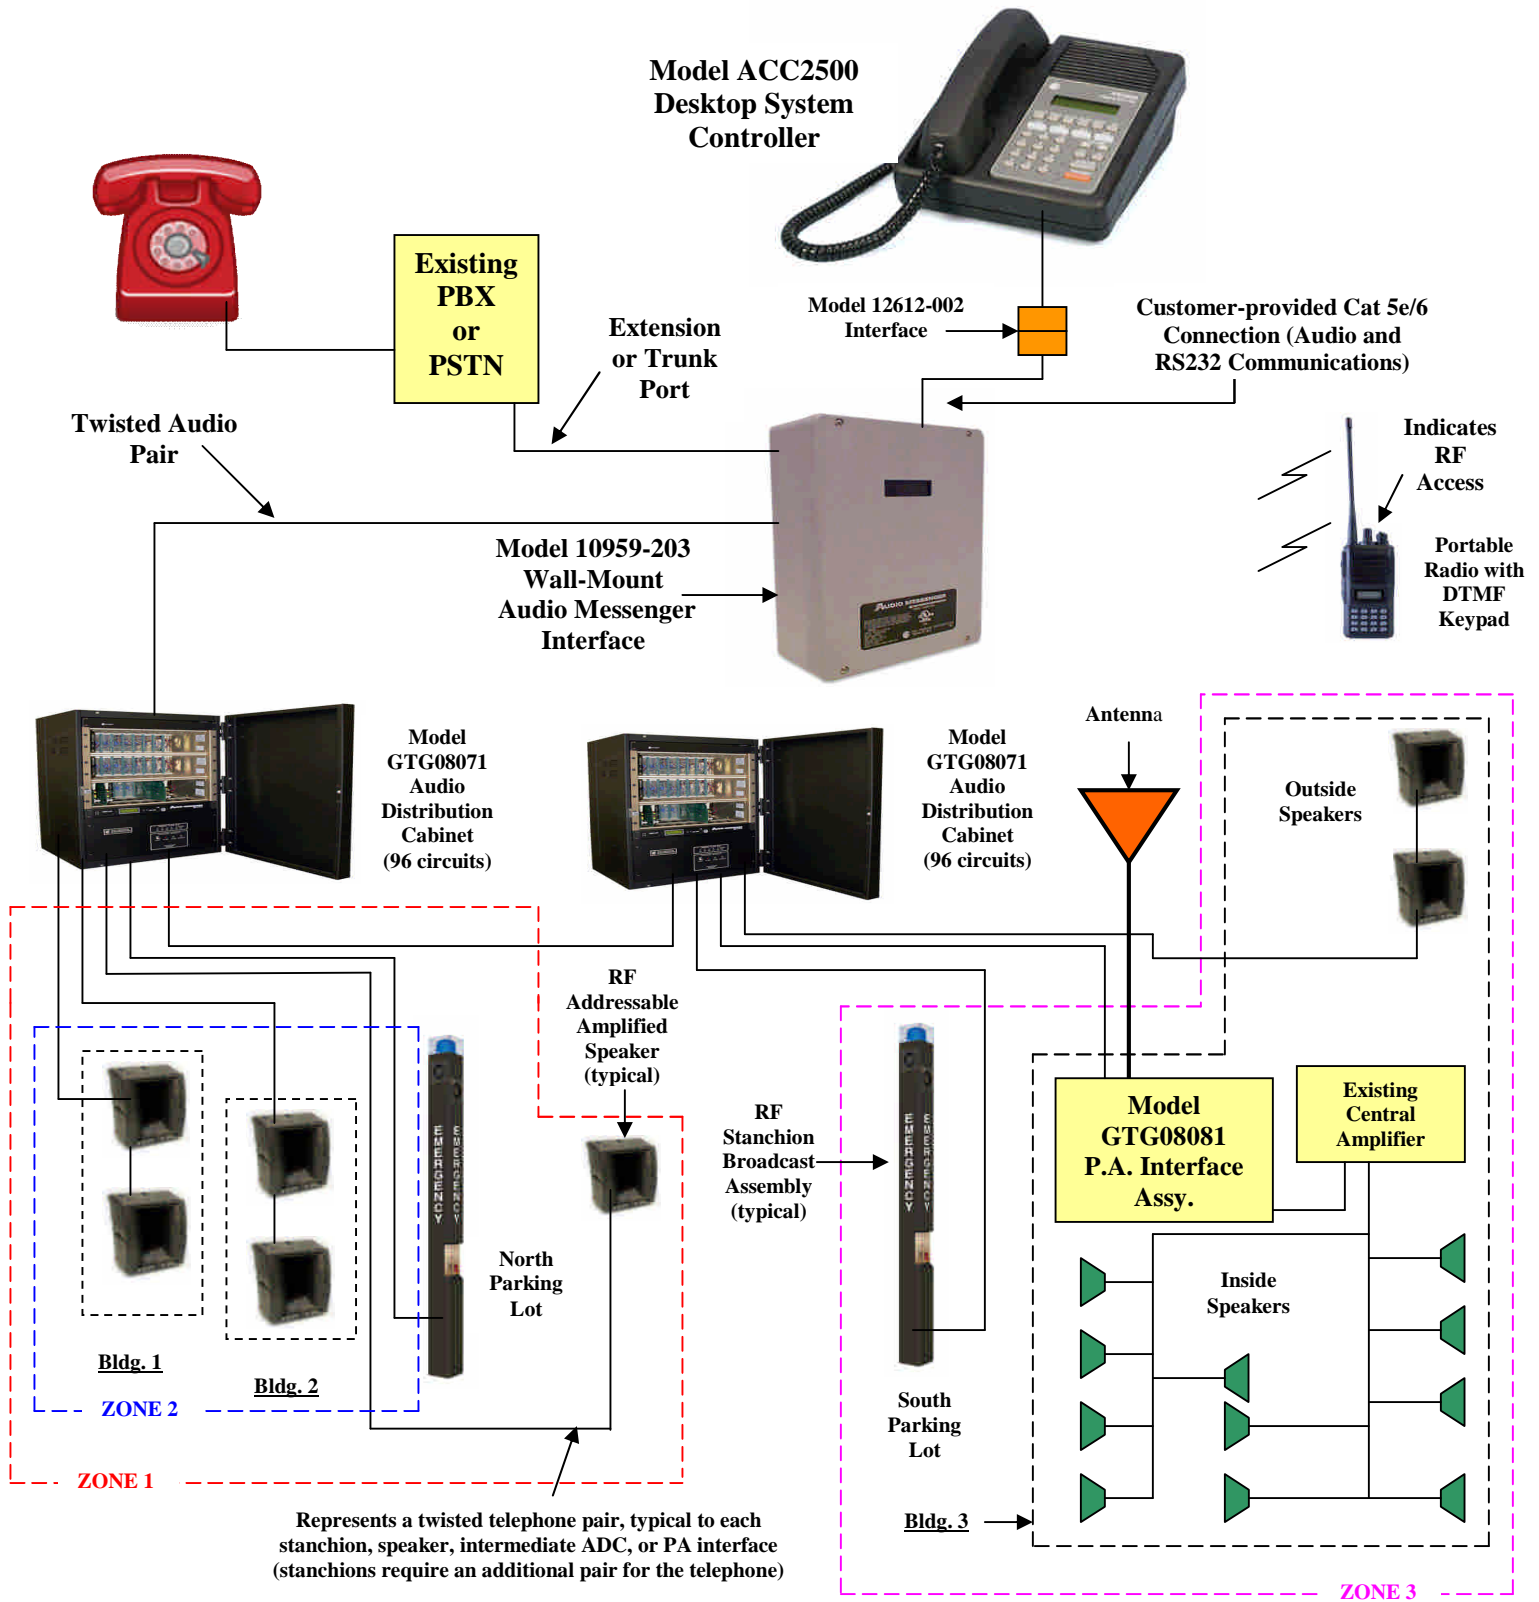 Model ACC2500
Desktop System
Controller
Existing
PBX
or
PSTN
Extension
or Trunk
Port
Model 12612-002
Interface
Customer-provided Cat 5e/6
Connection (Audio and
RS232 Communications)
Twisted Audio
Pair
Indicates
RF
Access
Portable
Radio with
DTMF
Keypad
Model 10959-203
Wall-Mount
Audio Messenger
Interface
AUDIO MESSENGER
Model
GTG08071
Audio
Distribution
Cabinet
(96 circuits)
Model
GTG08071
Audio
Distribution
Cabinet
(96 circuits)
Antenna
Outside
Speakers
RF
Addressable
Amplified
Speaker
(typical)
EMERGENCY
EMERGENCY
North
Parking
Lot
Bldg. 1
Bldg. 2
ZONE 2
ZONE 1
RF
Stanchion
Broadcast
Assembly
(typical)
EMERGENCY
EMERGENCY
South
Parking
Lot
Model
GTG08081
P.A. Interface
Assy.
Existing
Central
Amplifier
Inside
Speakers
Bldg. 3
ZONE 3
Represents a twisted telephone pair, typical to each
stanchion, speaker, intermediate ADC, or PA interface
(stanchions require an additional pair for the telephone)